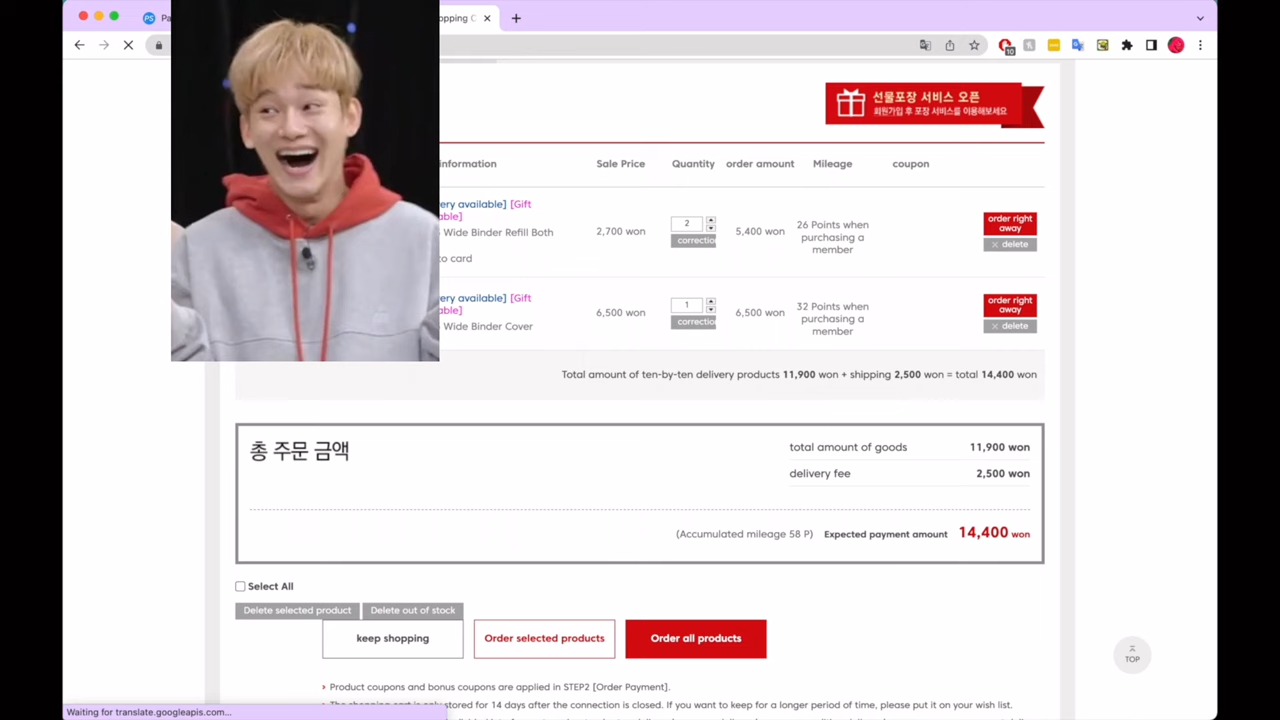 Pa
opping C
10
선물포장 서비스 오픈
회원가입 후 포장 서비스를 이용해보세요
information
Sale Price
Quantity
order amount
Mileage
coupon
ery available] [Gift
able]
Wide Binder Refill Both
to card
2,700 won
2
correctio
5,400 won
26 Points when
purchasing a
member
order right
away
× delete
ery available] [Gift
able]
Wide Binder Cover
6,500 won
1
correctio
6,500 won
32 Points when
purchasing a
member
order right
away
× delete
Total amount of ten-by-ten delivery products 11,900 won + shipping 2,500 won = total 14,400 won
총 주문 금액
total amount of goods 11,900 won
delivery fee 2,500 won
(Accumulated mileage 58 P) Expected payment amount 14,400 won
Select All
Delete selected product
Delete out of stock
keep shopping
Order selected products
Order all products
TOP
Product coupons and bonus coupons are applied in STEP2 [Order Payment].
The shopping cart is only stored for 14 days after the connection is closed. If you want to keep for a longer period of time, please put it on your wish list.
Waiting for translate.googleapis.com...